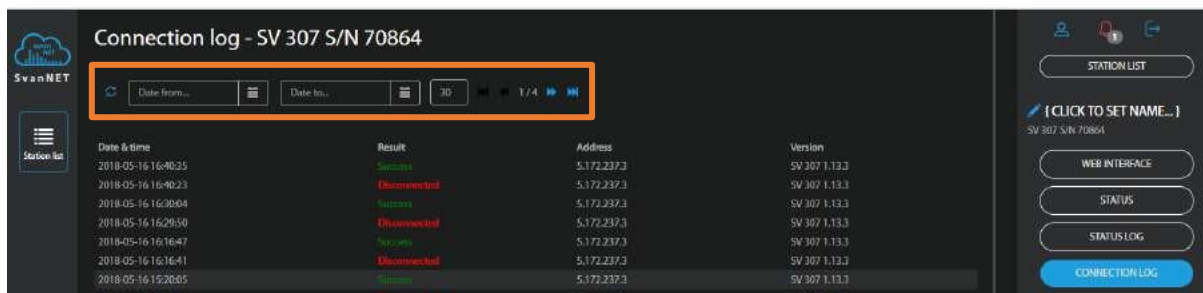 SVAN NET
SvanNET
Station list
Connection log - SV 307 S/N 70864
Date from... Date to... 30 1/4
Date & time Result Address Version
2018-05-16 16:40:35 Success 5.172.237.3 SV 307 1.13.3
2018-05-16 16:40:23 Disconnected 5.172.237.3 SV 307 1.13.3
2018-05-16 16:30:04 Success 5.172.237.3 SV 307 1.13.3
2018-05-16 16:29:50 Disconnected 5.172.237.3 SV 307 1.13.3
2018-05-16 16:16:47 Success 5.172.237.3 SV 307 1.13.3
2018-05-16 16:16:41 Disconnected 5.172.237.3 SV 307 1.13.3
2018-05-16 15:20:05 Success 5.172.237.3 SV 307 1.13.3
1
STATION LIST
{ CLICK TO SET NAME... }
SV 307 S/N 70864
WEB INTERFACE
STATUS
STATUS LOG
CONNECTION LOG